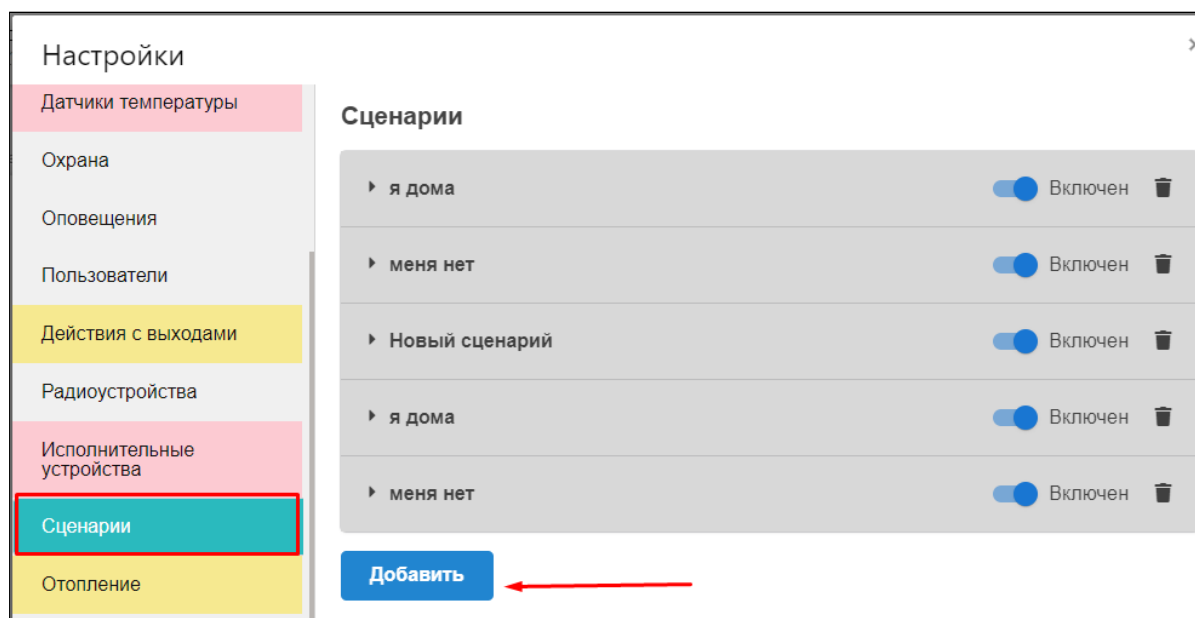 Настройки
Датчики температуры
Охрана
Оповещения
Пользователи
Действия с выходами
Радиоустройства
Исполнительные
устройства
Сценарии
Отопление
Сценарии
я дома Включен
меня нет Включен
Новый сценарий Включен
я дома Включен
меня нет Включен
Добавить